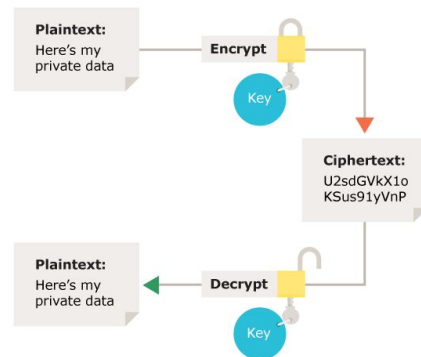 Plaintext:
Here's my
private data
Encrypt
Key
Ciphertext:
U2sdGVkX1o
KSus91yVnP
Plaintext:
Here's my
private data
Decrypt
Key